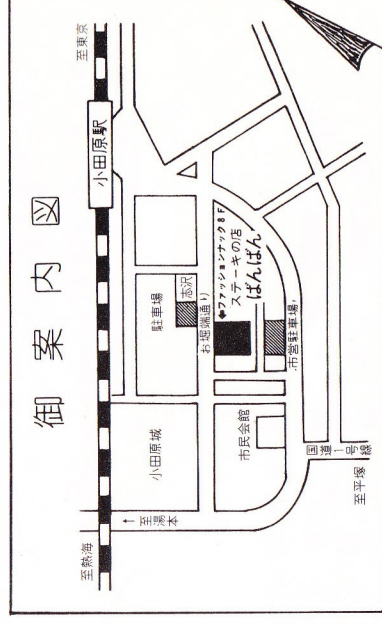 御案内図
至東京
小田原駅
至熱海
↑至湯本
小田原城
駐車場
志沢
お堀端通り
←ファッションナック8F
ステーキの店
ぱんぱん
市営駐車場
市民会館
国道1号線
至平塚